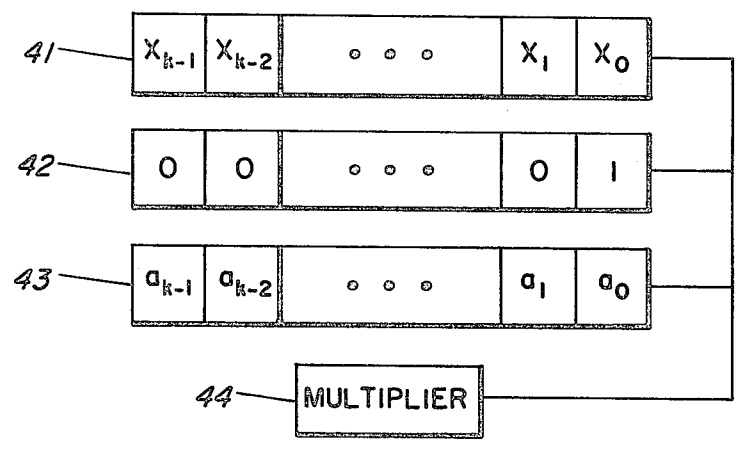 41 X_{k-1} X_{k-2} ∘ ∘ ∘ X_1 X_0
42 0 0 ∘ ∘ ∘ 0 1
43 a_{k-1} a_{k-2} ∘ ∘ ∘ a_1 a_0
44 MULTIPLIER